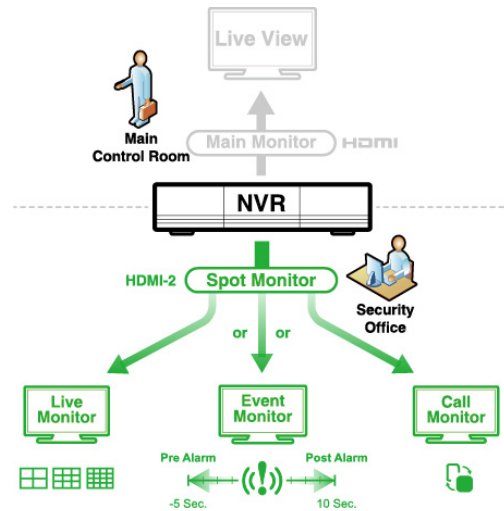 Live View
Main
Control Room
Main Monitor
HDMI
NVR
HDMI-2
Spot Monitor
Security
Office
or
or
Live
Monitor
Event
Monitor
Call
Monitor
Pre Alarm
Post Alarm
-5 Sec.
10 Sec.